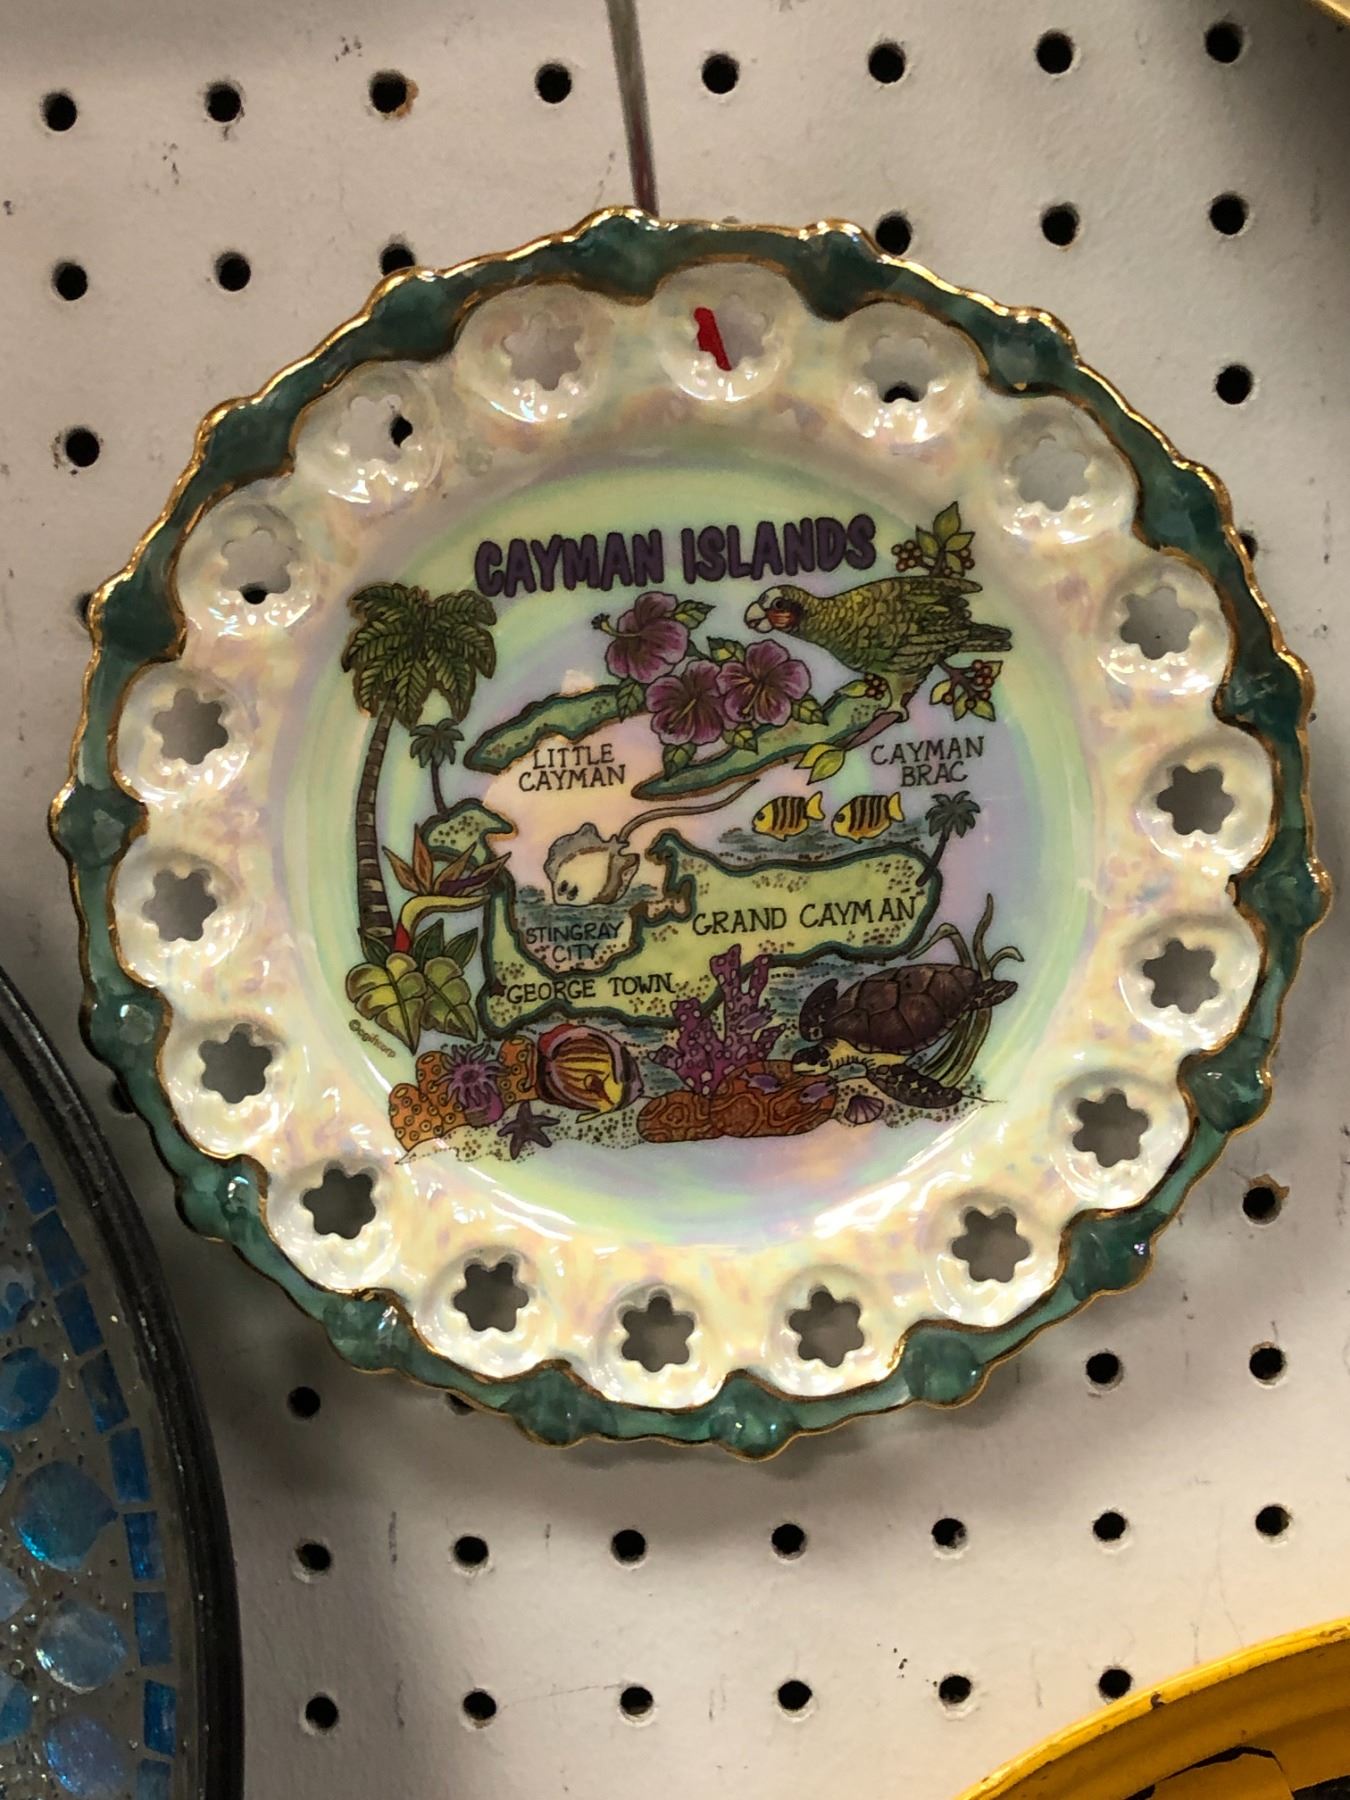 CAYMAN ISLANDS
LITTLE
CAYMAN
CAYMAN
BRAC
GRAND CAYMAN
STINGRAY
CITY
GEORGE TOWN